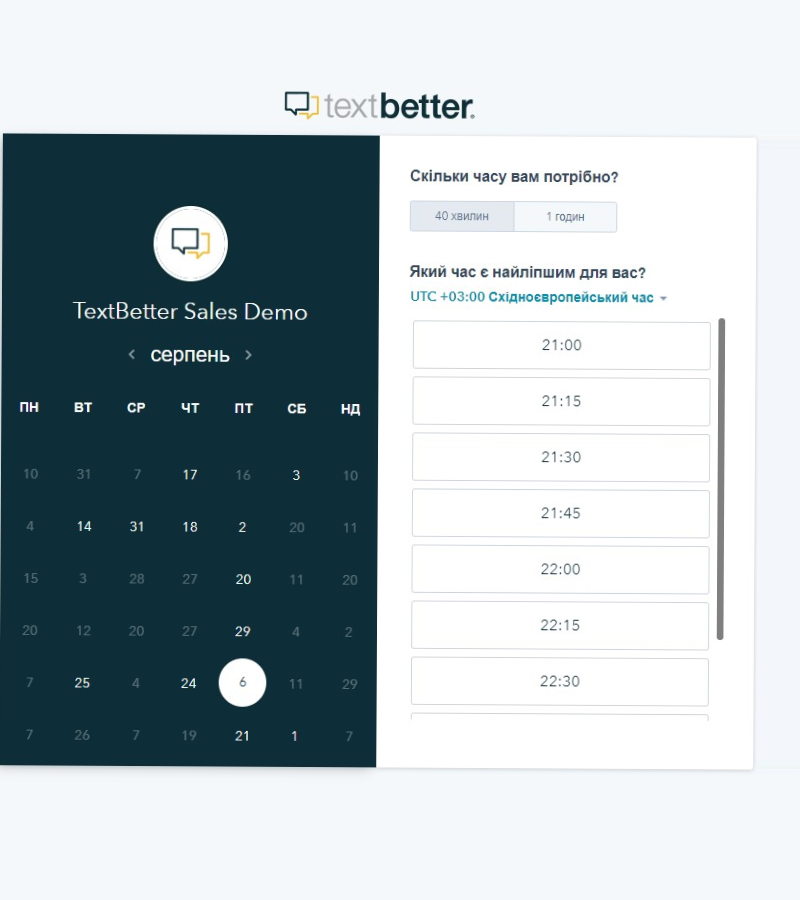 textbetter.
TextBetter Sales Demo
серпень
ПН ВТ СР ЧТ ПТ СБ НД
10 31 7 17 16 3 10
4 14 31 18 2 20 11
15 3 28 27 20 11 20
20 12 20 27 29 4 2
7 25 4 24 6 11 29
7 26 7 19 21 1 7
Скільки часу вам потрібно?
40 хвилин 1 годин
Який час є найліпшим для вас?
UTC +03:00 Східноєвропейський час
21:00
21:15
21:30
21:45
22:00
22:15
22:30